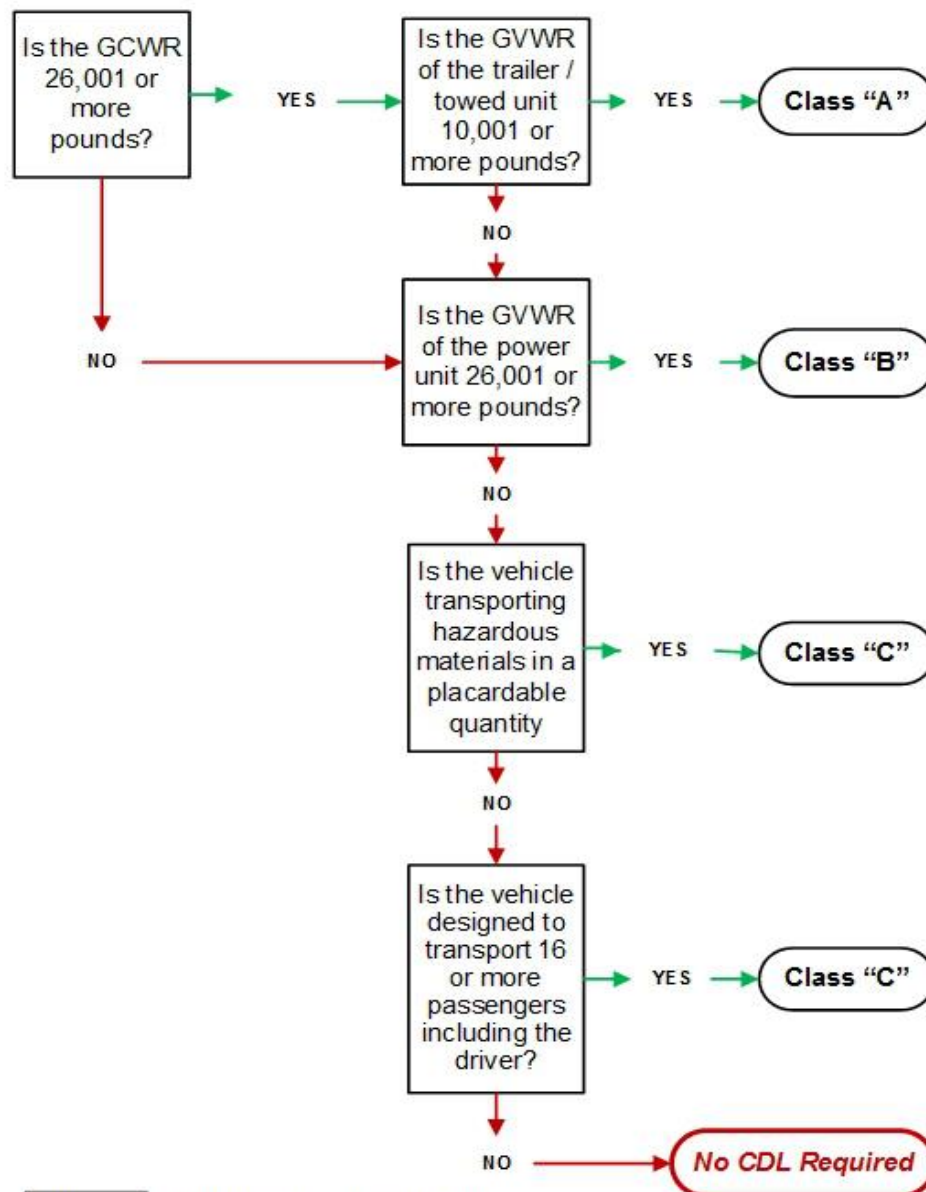 Is the GCWR
26,001 or
more
pounds?
YES
Is the GVWR
of the trailer /
towed unit
10,001 or
more pounds?
YES
Class “A”
NO
NO
Is the GVWR
of the power
unit 26,001 or
more pounds?
YES
Class “B”
NO
Is the vehicle
transporting
hazardous
materials in a
placardable
quantity
YES
Class “C”
NO
Is the vehicle
designed to
transport 16
or more
passengers
including the
driver?
YES
Class “C”
NO
No CDL Required